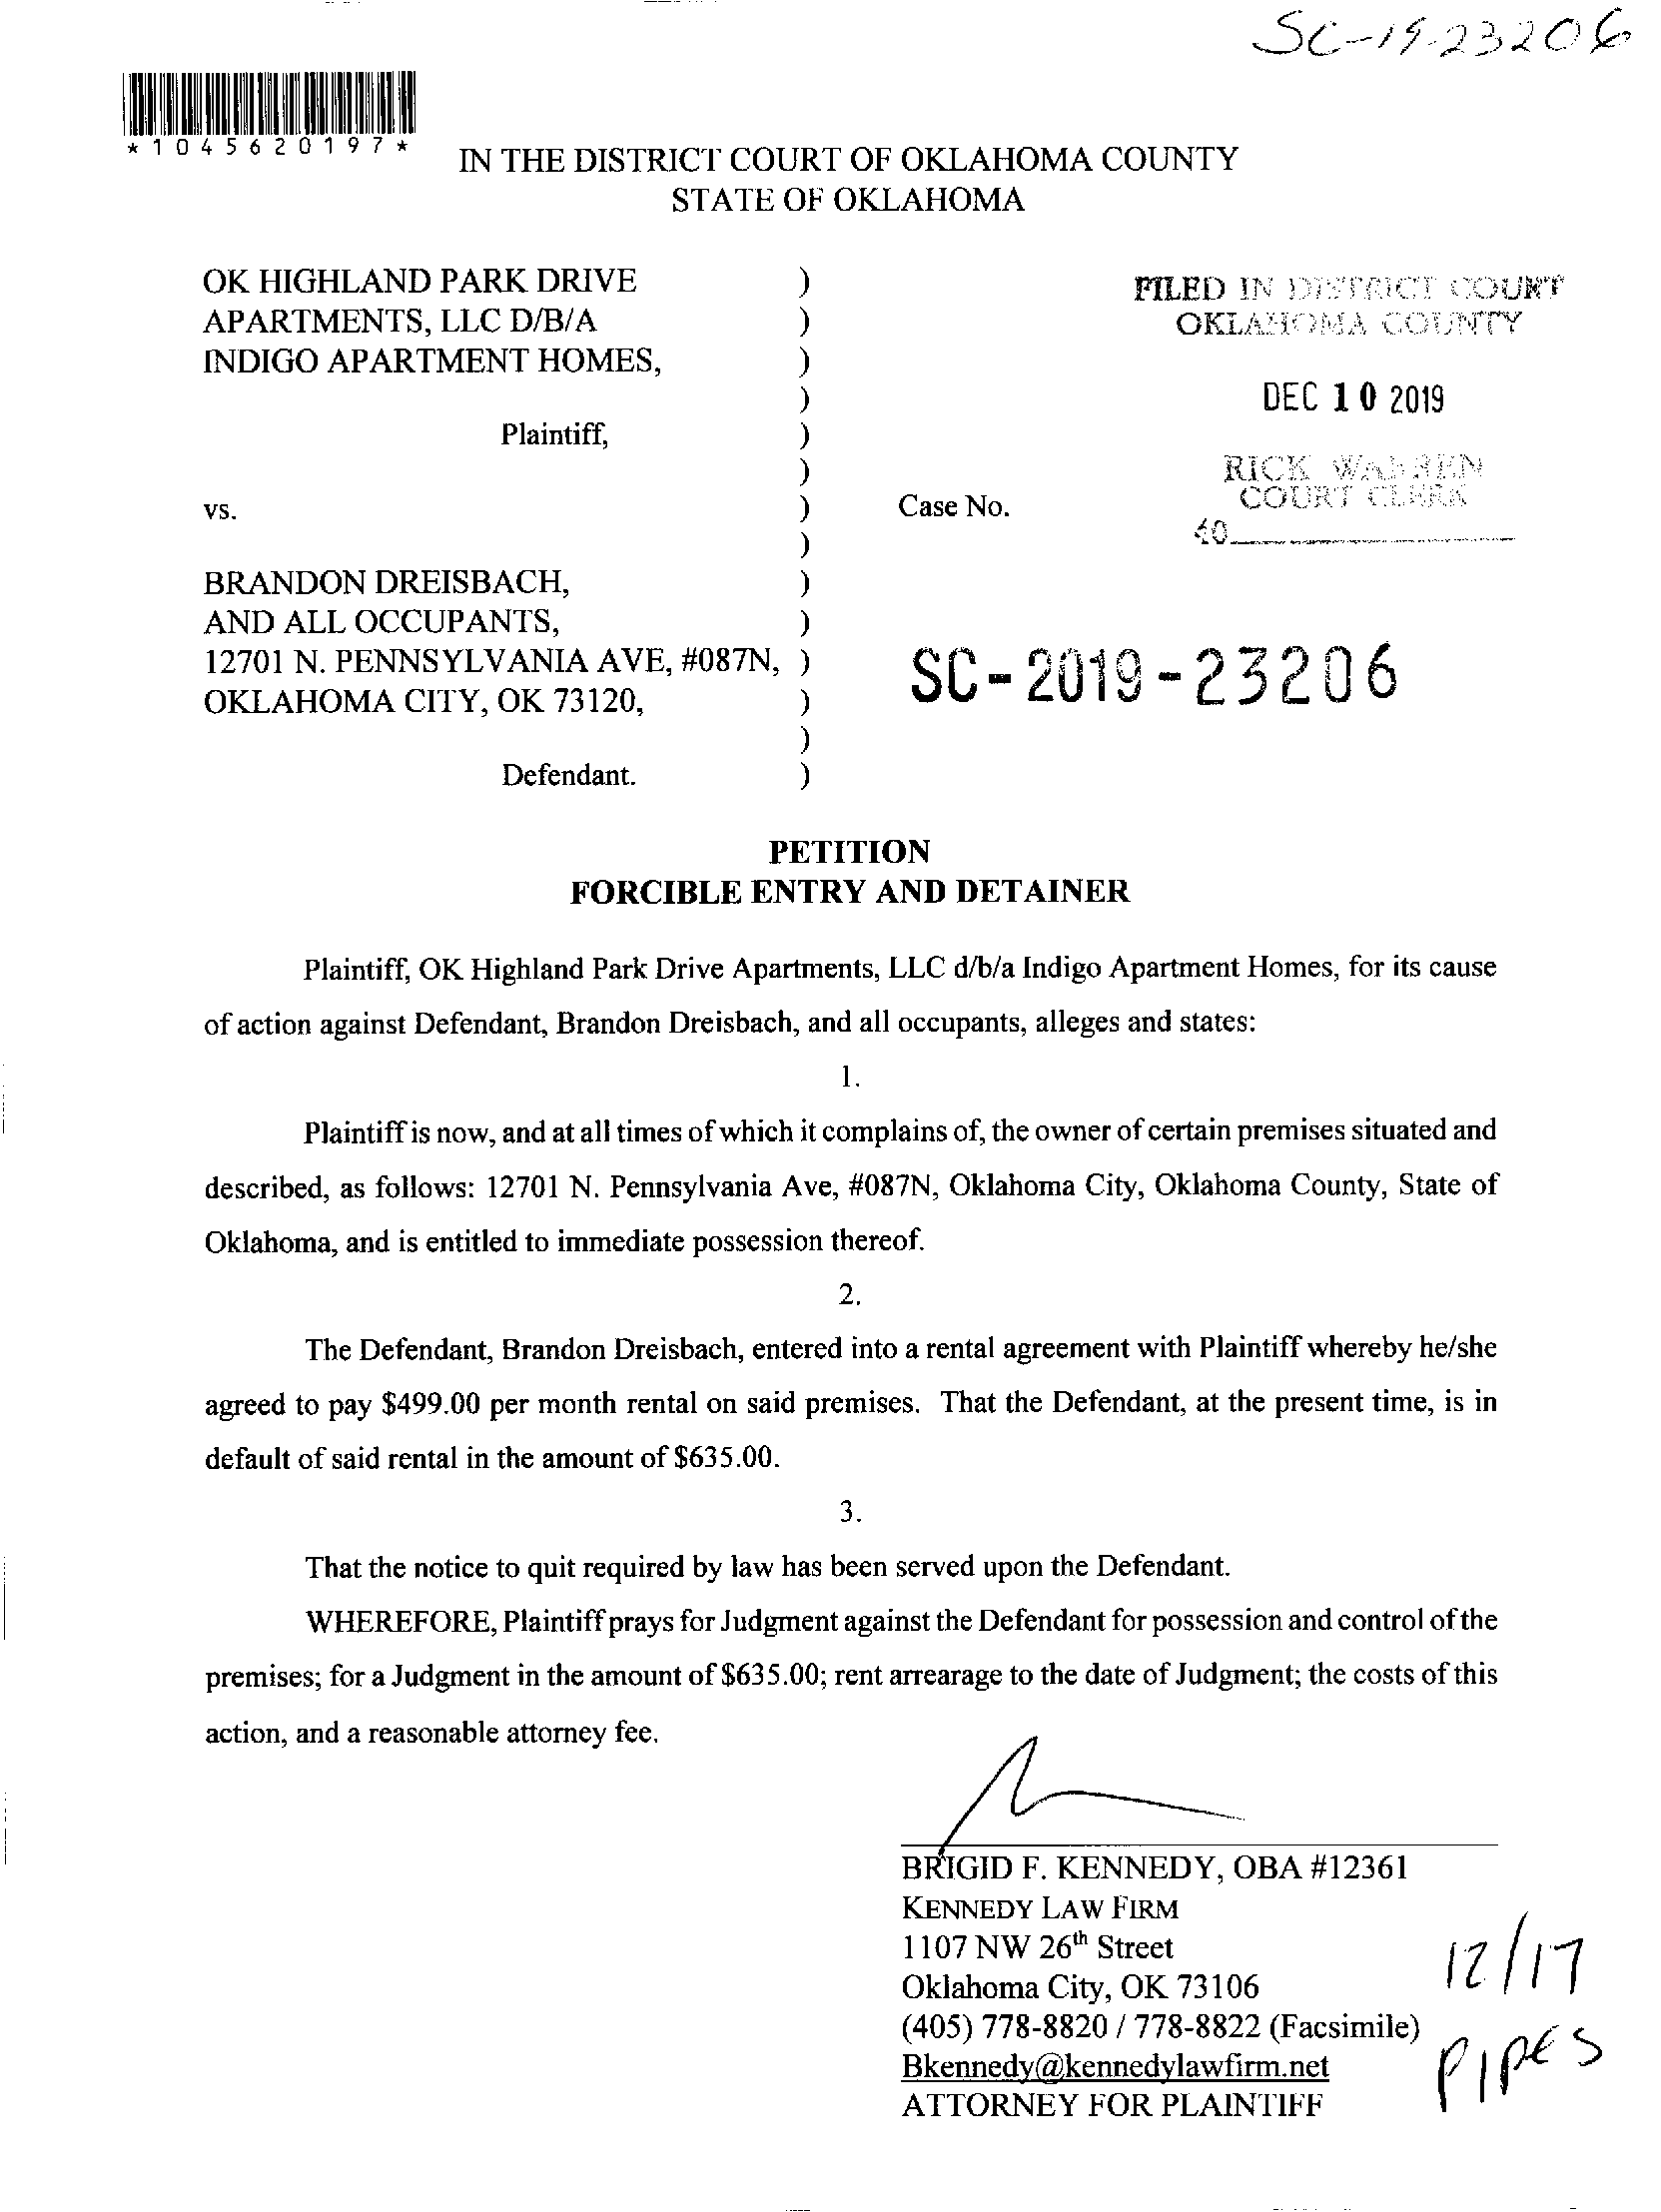 SC-19-23206
*1045620197*
IN THE DISTRICT COURT OF OKLAHOMA COUNTY
STATE OF OKLAHOMA
OK HIGHLAND PARK DRIVE )
APARTMENTS, LLC D/B/A )
INDIGO APARTMENT HOMES, )
)
Plaintiff, )
)
vs. )
)
BRANDON DREISBACH, )
AND ALL OCCUPANTS, )
12701 N. PENNSYLVANIA AVE, #087N, )
OKLAHOMA CITY, OK 73120, )
)
Defendant. )
FILED IN DISTRICT COURT
OKLAHOMA COUNTY
DEC 10 2019
RICK WARREN
COURT CLERK
40
Case No.
SC-2019-23206
PETITION
FORCIBLE ENTRY AND DETAINER
Plaintiff, OK Highland Park Drive Apartments, LLC d/b/a Indigo Apartment Homes, for its cause
of action against Defendant, Brandon Dreisbach, and all occupants, alleges and states:
1.
Plaintiff is now, and at all times of which it complains of, the owner of certain premises situated and
described, as follows: 12701 N. Pennsylvania Ave, #087N, Oklahoma City, Oklahoma County, State of
Oklahoma, and is entitled to immediate possession thereof.
2.
The Defendant, Brandon Dreisbach, entered into a rental agreement with Plaintiff whereby he/she
agreed to pay $499.00 per month rental on said premises. That the Defendant, at the present time, is in
default of said rental in the amount of $635.00.
3.
That the notice to quit required by law has been served upon the Defendant.
WHEREFORE, Plaintiff prays for Judgment against the Defendant for possession and control of the
premises; for a Judgment in the amount of $635.00; rent arrearage to the date of Judgment; the costs of this
action, and a reasonable attorney fee.
BRIGID F. KENNEDY, OBA #12361
KENNEDY LAW FIRM
1107 NW 26th Street
Oklahoma City, OK 73106
(405) 778-8820 / 778-8822 (Facsimile)
Bkennedy@kennedylawfirm.net
ATTORNEY FOR PLAINTIFF
12/17
PIPES